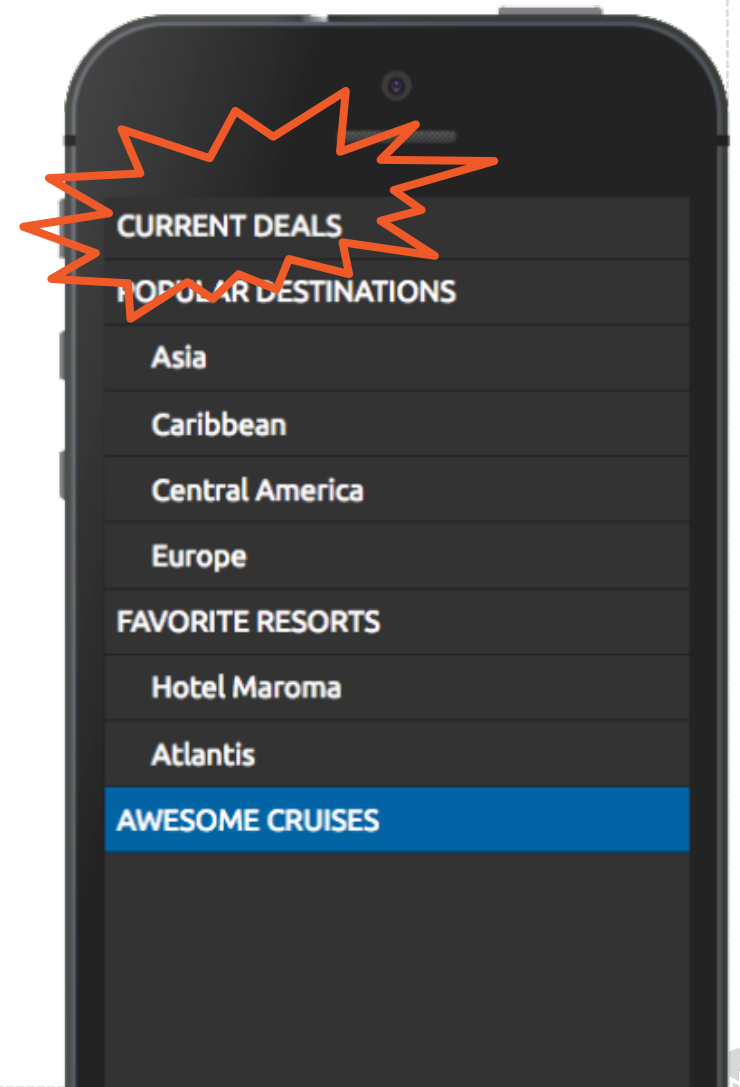 CURRENT DEALS
POPULAR DESTINATIONS
Asia
Caribbean
Central America
Europe
FAVORITE RESORTS
Hotel Maroma
Atlantis
AWESOME CRUISES